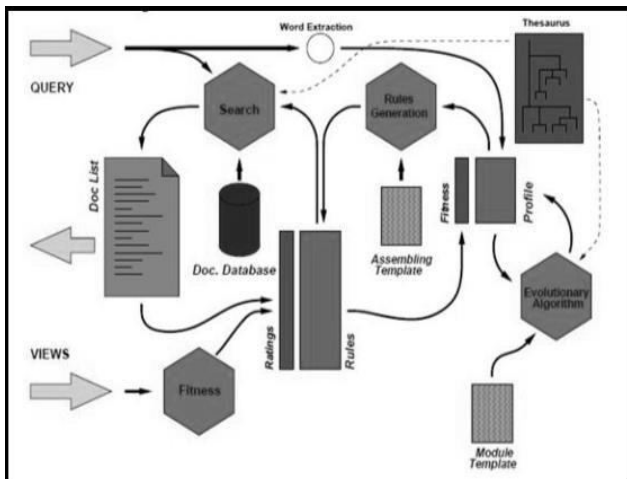 Word Extraction
Thesaurus
QUERY
Search
Rules
Generation
Doc List
Fitness
Profile
Doc. Database
Assembling
Template
Evolutionary
Algorithm
Ratings
Rules
VIEWS
Fitness
Module
Template